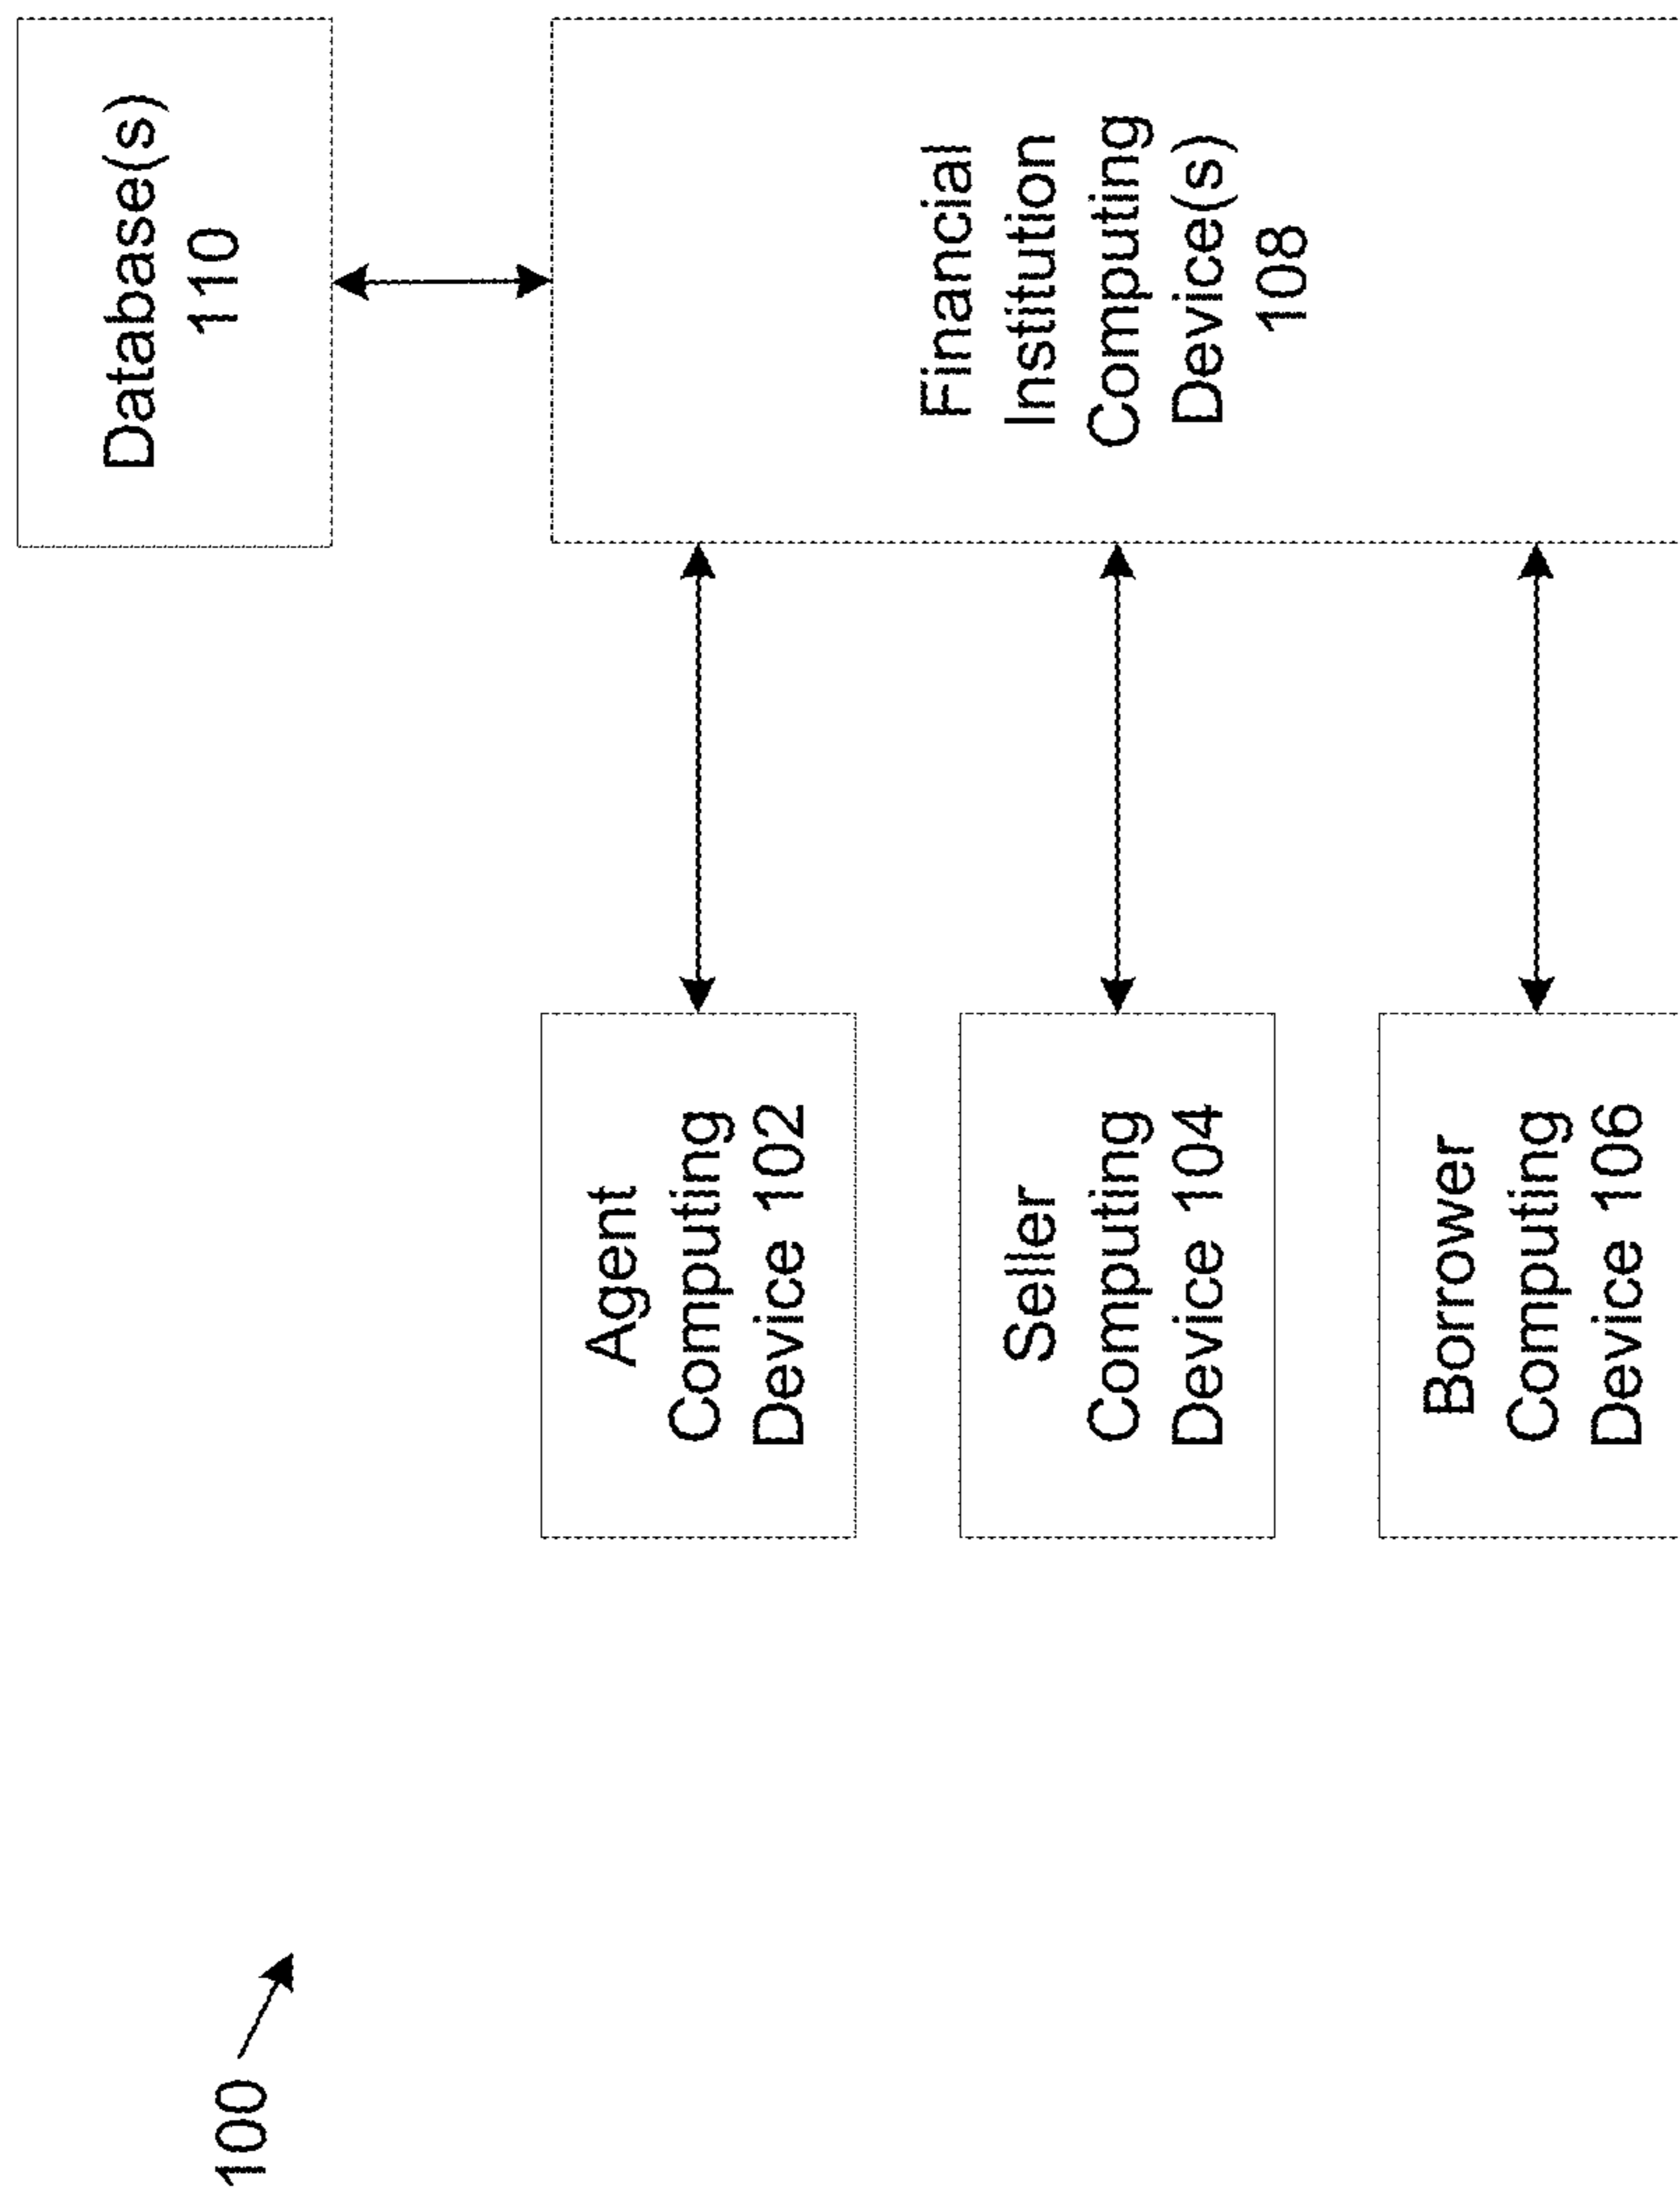 100
Agent
Computing
Device 102
Seller
Computing
Device 104
Borrower
Computing
Device 106
Database(s)
110
Financial
Institution
Computing
Device(s)
108